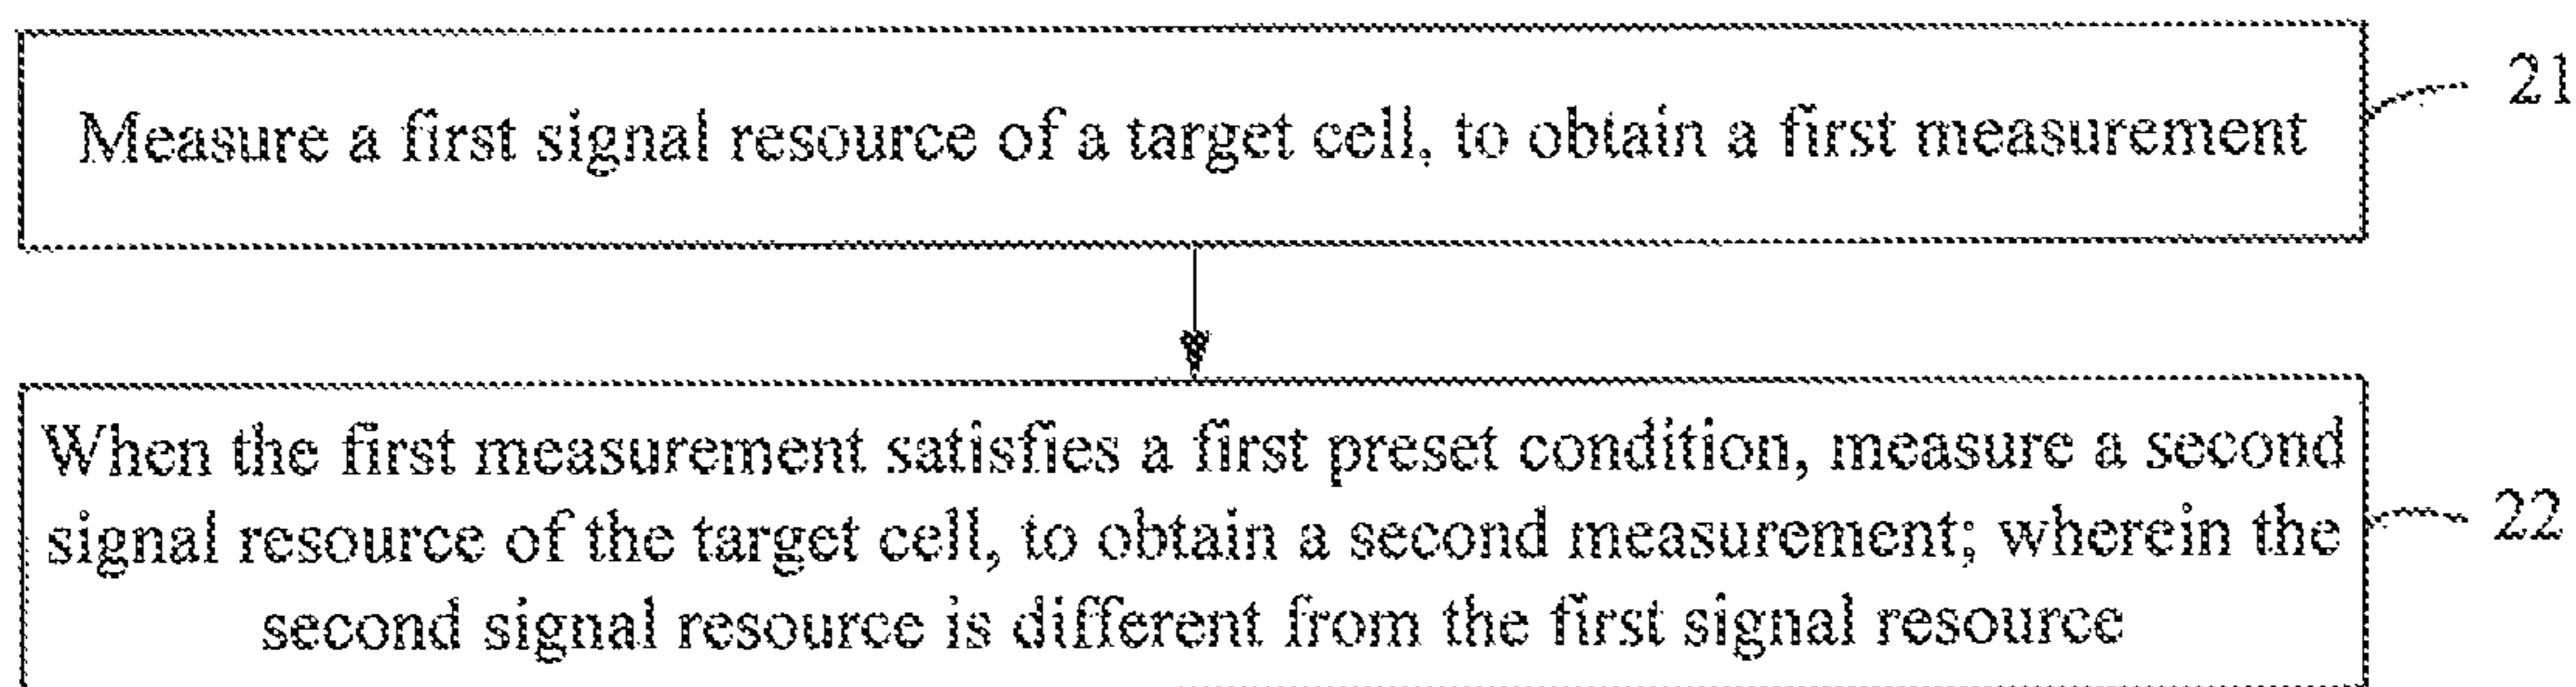 Measure a first signal resource of a target cell, to obtain a first measurement
21
When the first measurement satisfies a first preset condition, measure a second
signal resource of the target cell, to obtain a second measurement; wherein the
second signal resource is different from the first signal resource
22